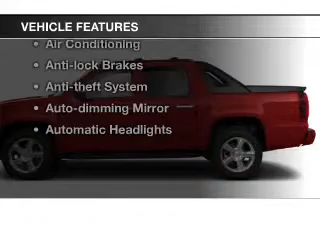 VEHICLE FEATURES
• Air Conditioning
• Anti-lock Brakes
• Anti-theft System
• Auto-dimming Mirror
• Automatic Headlights